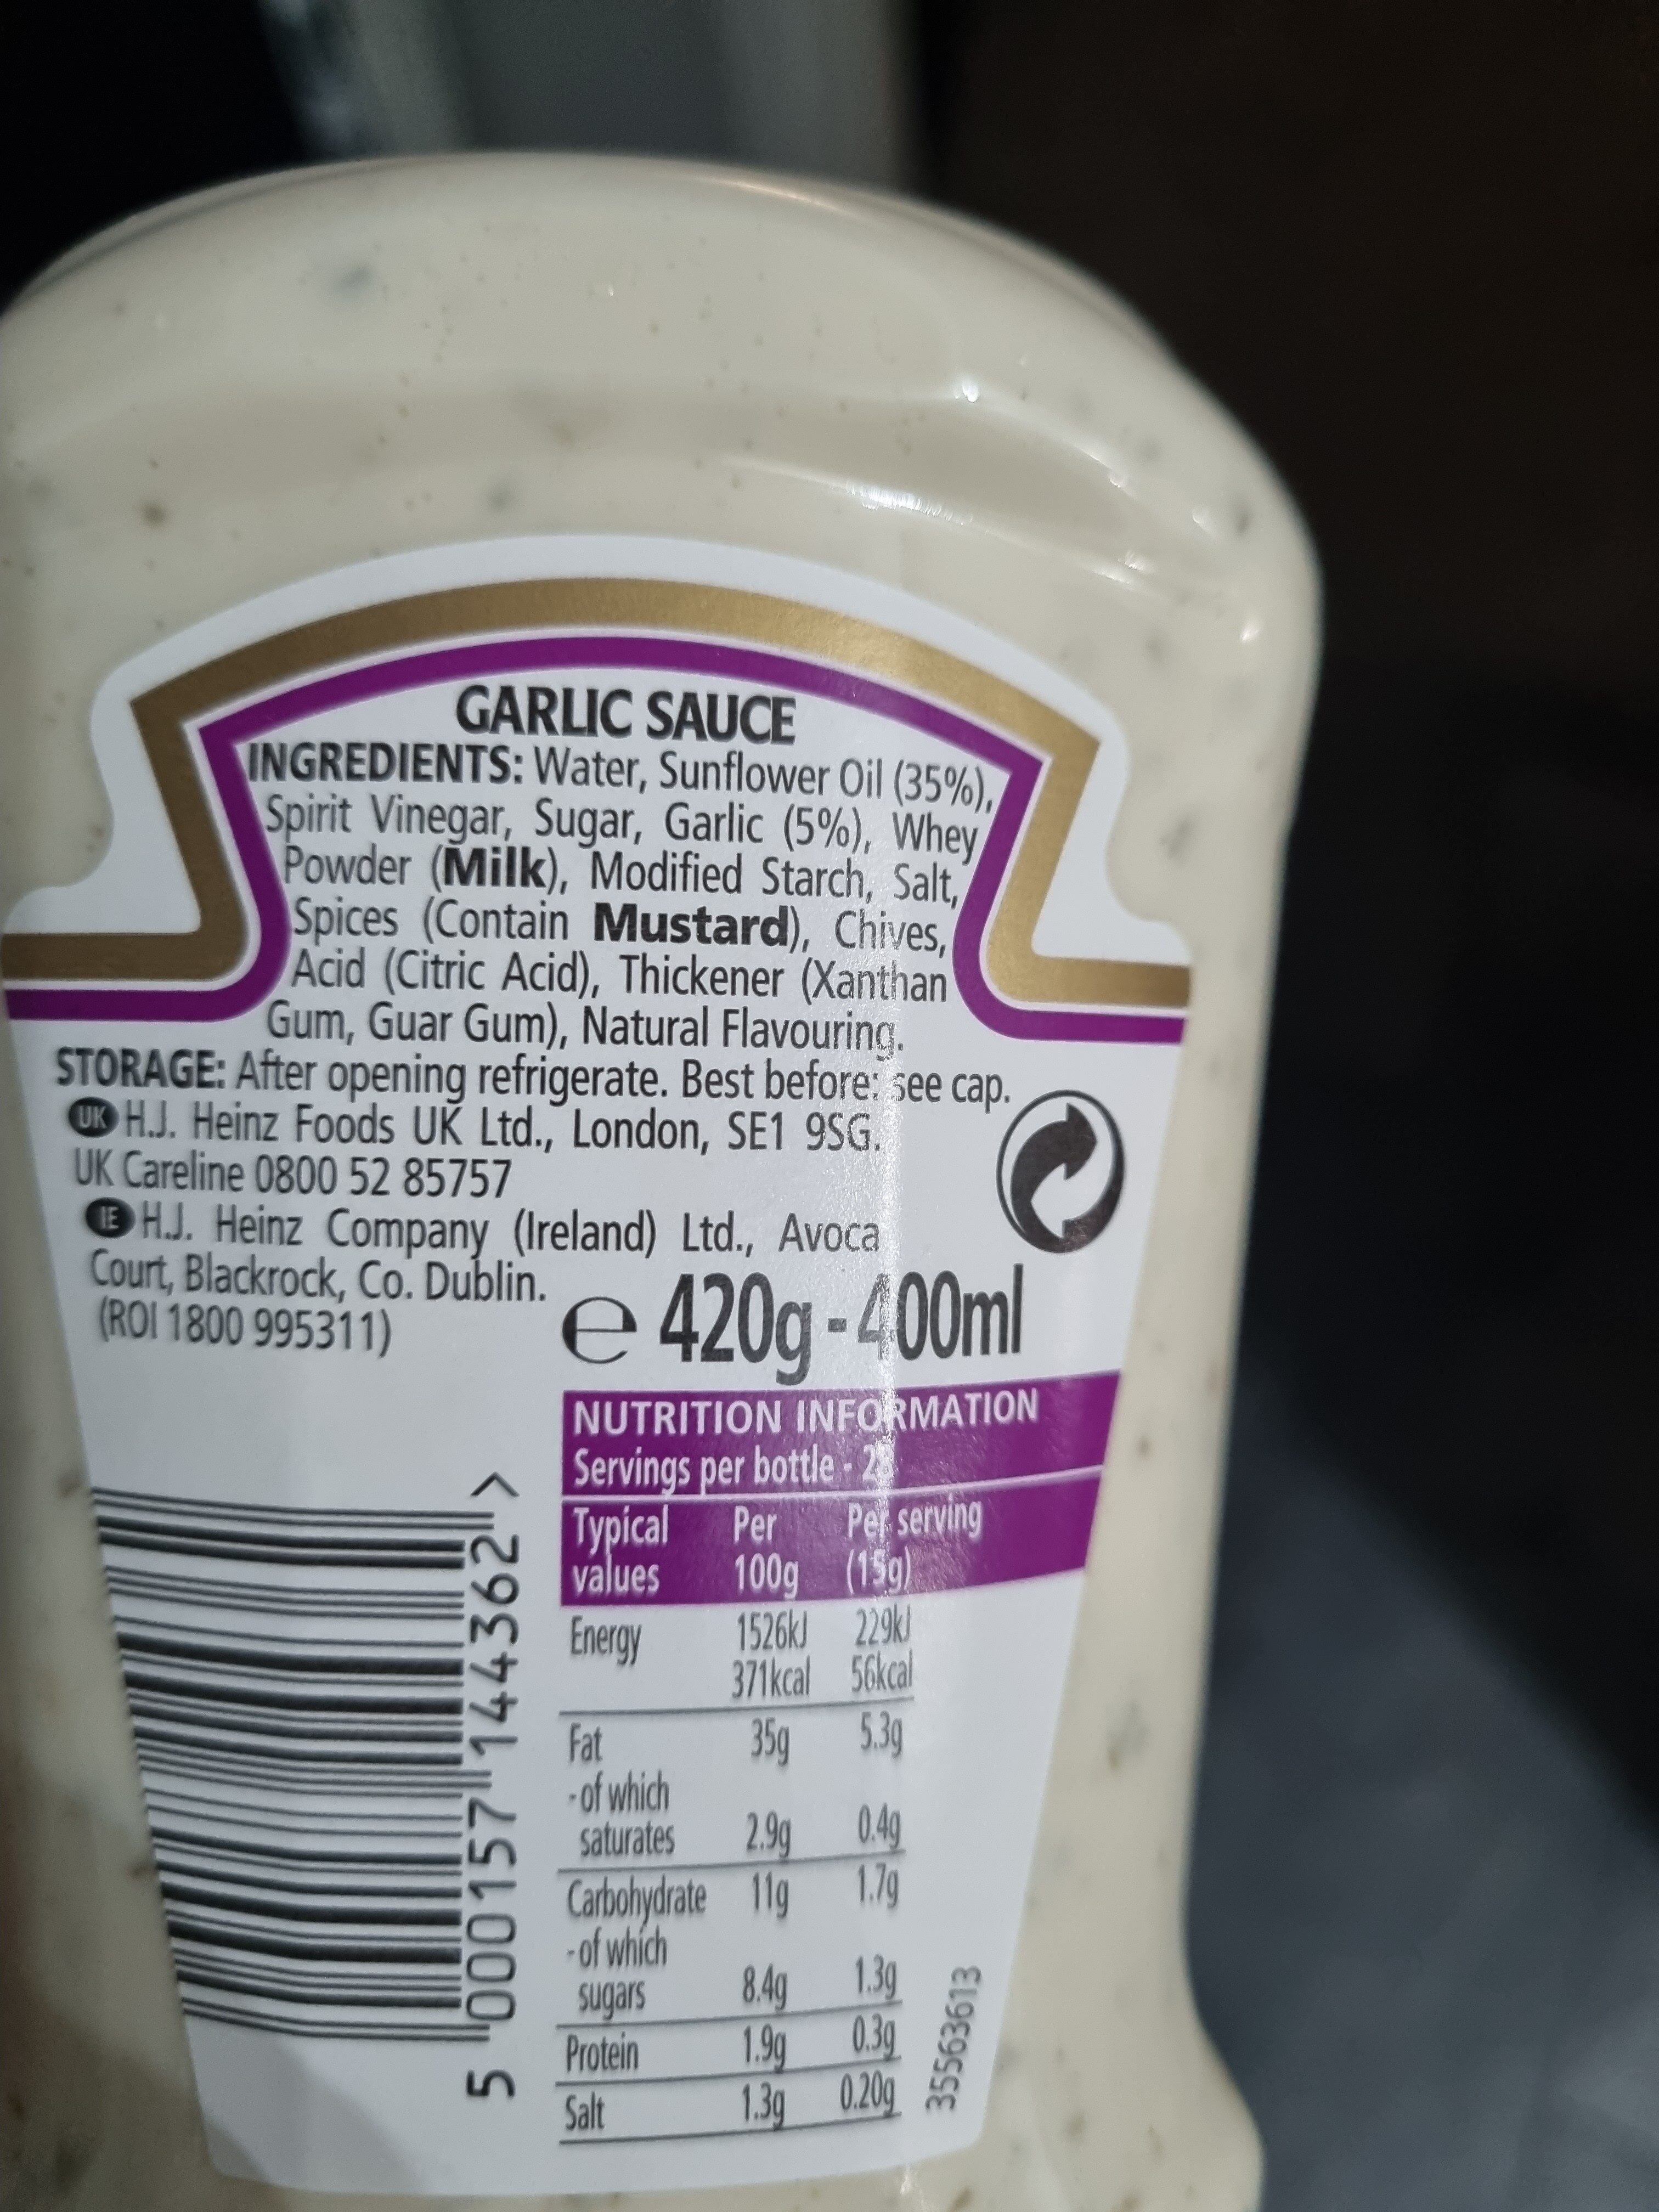 GARLIC SAUCE
INGREDIENTS: Water, Sunflower Oil (35%),
Spirit Vinegar, Sugar, Garlic (5%), Whey
Powder (Milk), Modified Starch, Salt,
Spices (Contain Mustard), Chives,
Acid (Citric Acid), Thickener (Xanthan
Gum, Guar Gum), Natural Flavouring.
STORAGE: After opening refrigerate. Best before: see cap.
UK H.J. Heinz Foods UK Ltd., London, SE1 9SG.
UK Careline 0800 52 85757
IE H.J. Heinz Company (Ireland) Ltd., Avoca
Court, Blackrock, Co. Dublin.
(ROI 1800 995311)
e 420g - 400ml
NUTRITION INFORMATION
Servings per bottle -
Typical Per Per serving
values 100g (15g)
Energy 1526kJ 229kJ
371kcal 56kcal
Fat 35g 5.3g
- of which
saturates 2.9g 0.4g
Carbohydrate 11g 1.7g
- of which
sugars 8.4g 1.3g
Protein 1.9g 0.3g
Salt 1.3g 0.20g
5 000157 144362 >
35563613